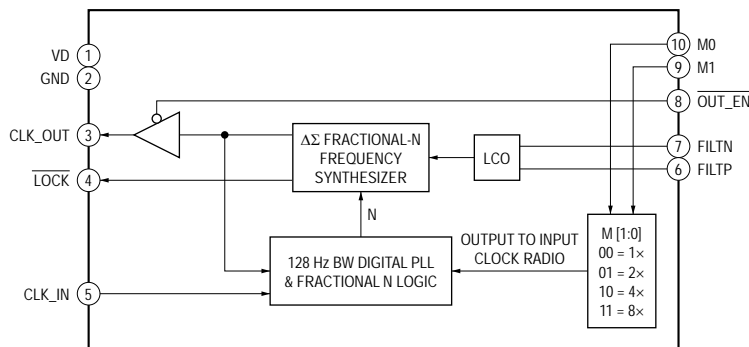 VD 1
GND 2
CLK_OUT 3
LOCK 4
CLK_IN 5
10 M0
9 M1
8 OUT_EN
7 FILTN
6 FILTP
ΔΣ FRACTIONAL-N
FREQUENCY
SYNTHESIZER
LCO
N
128 Hz BW DIGITAL PLL
& FRACTIONAL N LOGIC
OUTPUT TO INPUT
CLOCK RADIO
M [1:0]
00 = 1×
01 = 2×
10 = 4×
11 = 8×